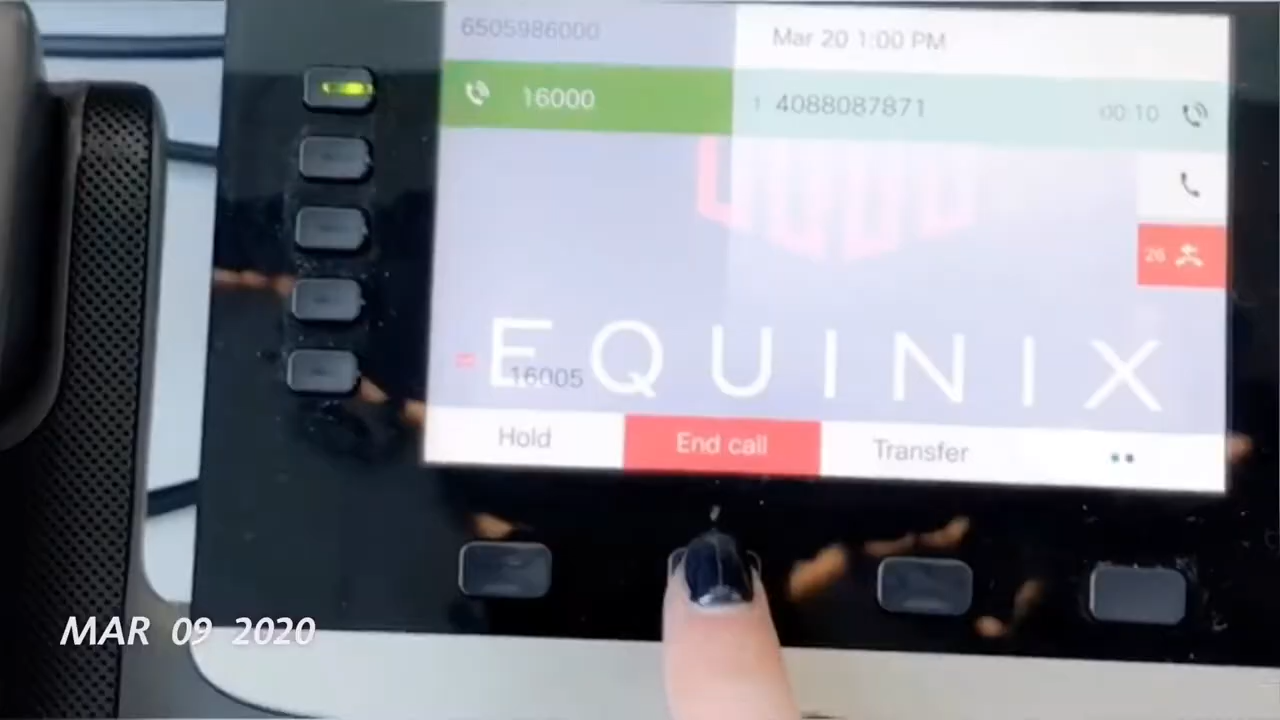 6505986000
Mar 20 1:00 PM
16000
1 4088087871 00:10
26
EQUINIX
16005
Hold End call Transfer
MAR 09 2020